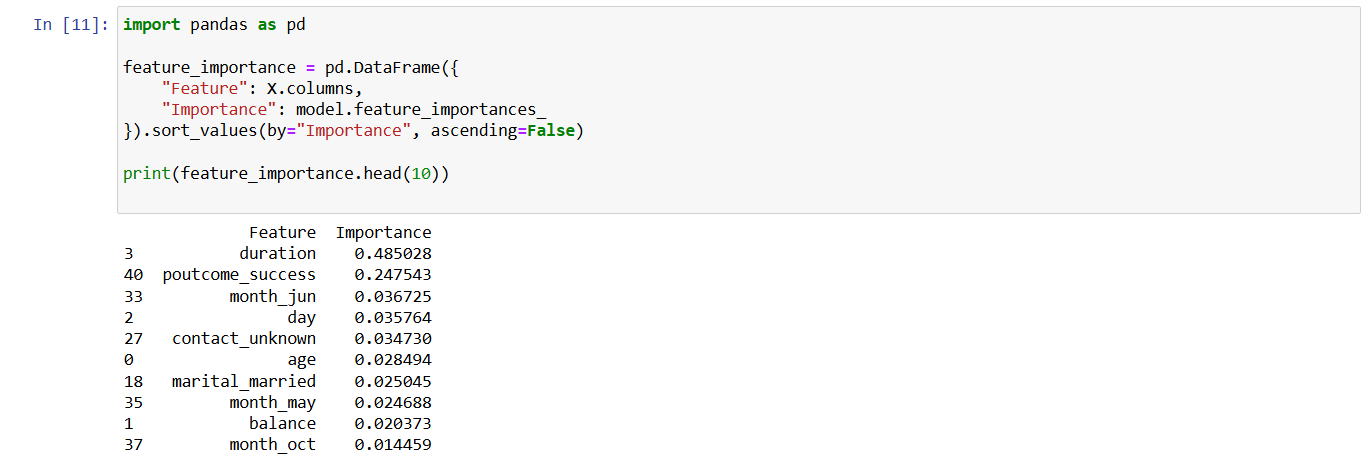 In [11]: import pandas as pd
feature_importance = pd.DataFrame({
    "Feature": X.columns,
    "Importance": model.feature_importances_
}).sort_values(by="Importance", ascending=False)
print(feature_importance.head(10))
             Feature  Importance
3           duration    0.485028
40  poutcome_success    0.247543
33         month_jun    0.036725
2                day    0.035764
27   contact_unknown    0.034730
0                age    0.028494
18   marital_married    0.025045
35         month_may    0.024688
1            balance    0.020373
37         month_oct    0.014459